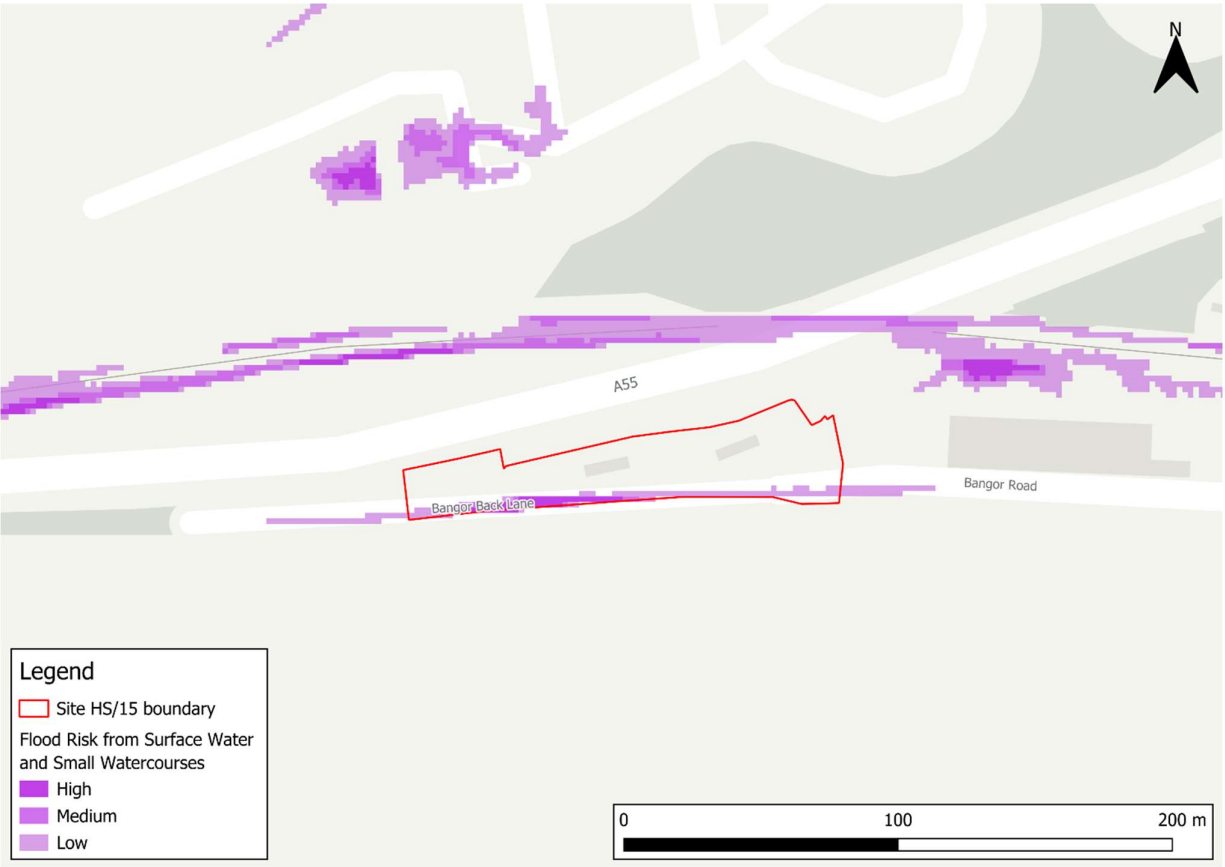 N
A55
Bangor Back Lane
Bangor Road
Legend
Site HS/15 boundary
Flood Risk from Surface Water
and Small Watercourses
High
Medium
Low
0 100 200 m